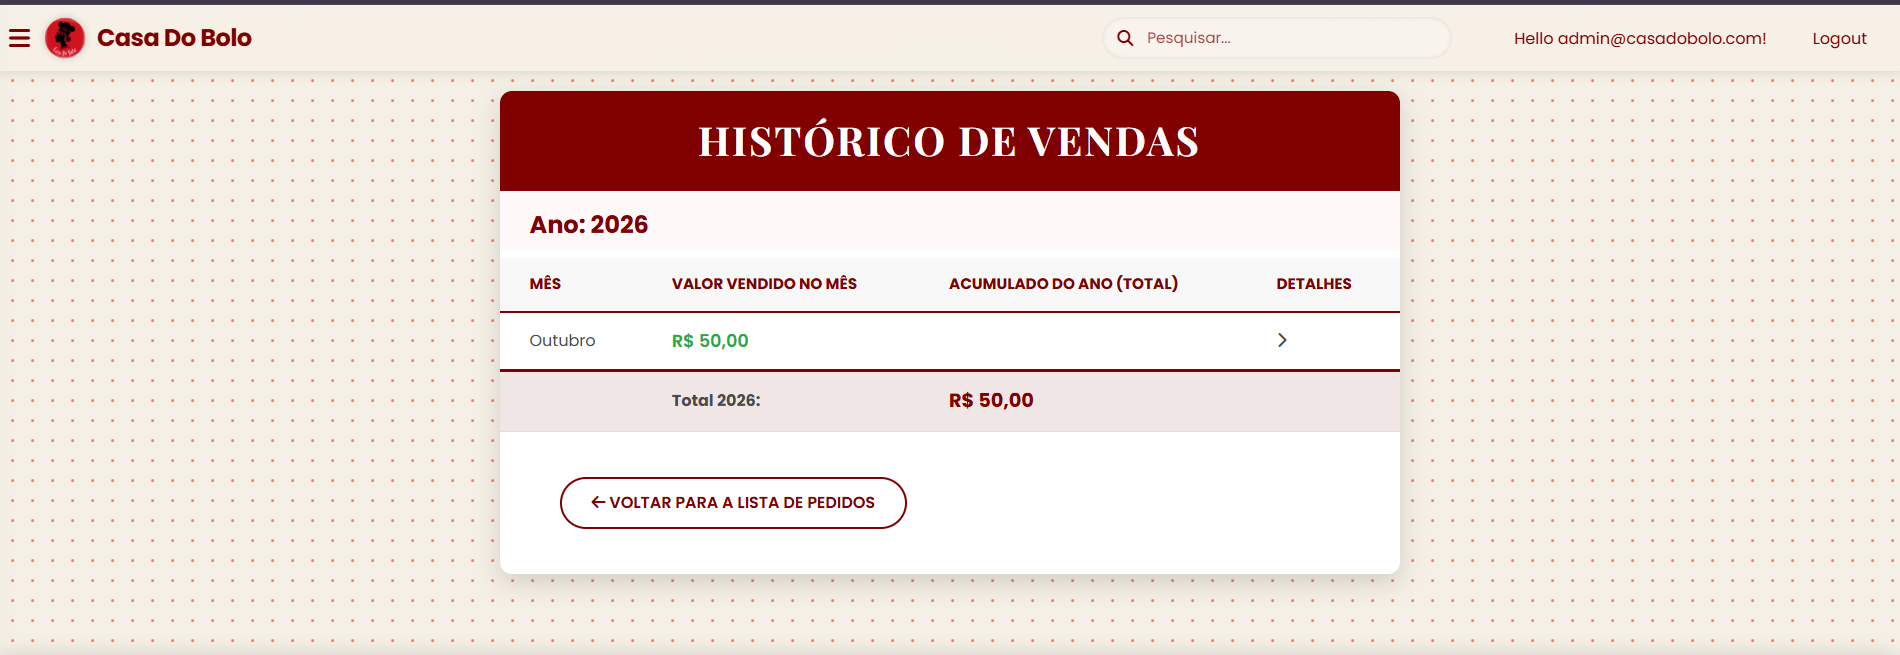 Casa Do Bolo
Pesquisar...
Hello admin@casadobolo.com!
Logout
HISTÓRICO DE VENDAS
Ano: 2026
MÊS VALOR VENDIDO NO MÊS ACUMULADO DO ANO (TOTAL) DETALHES
Outubro R$ 50,00
Total 2026: R$ 50,00
VOLTAR PARA A LISTA DE PEDIDOS